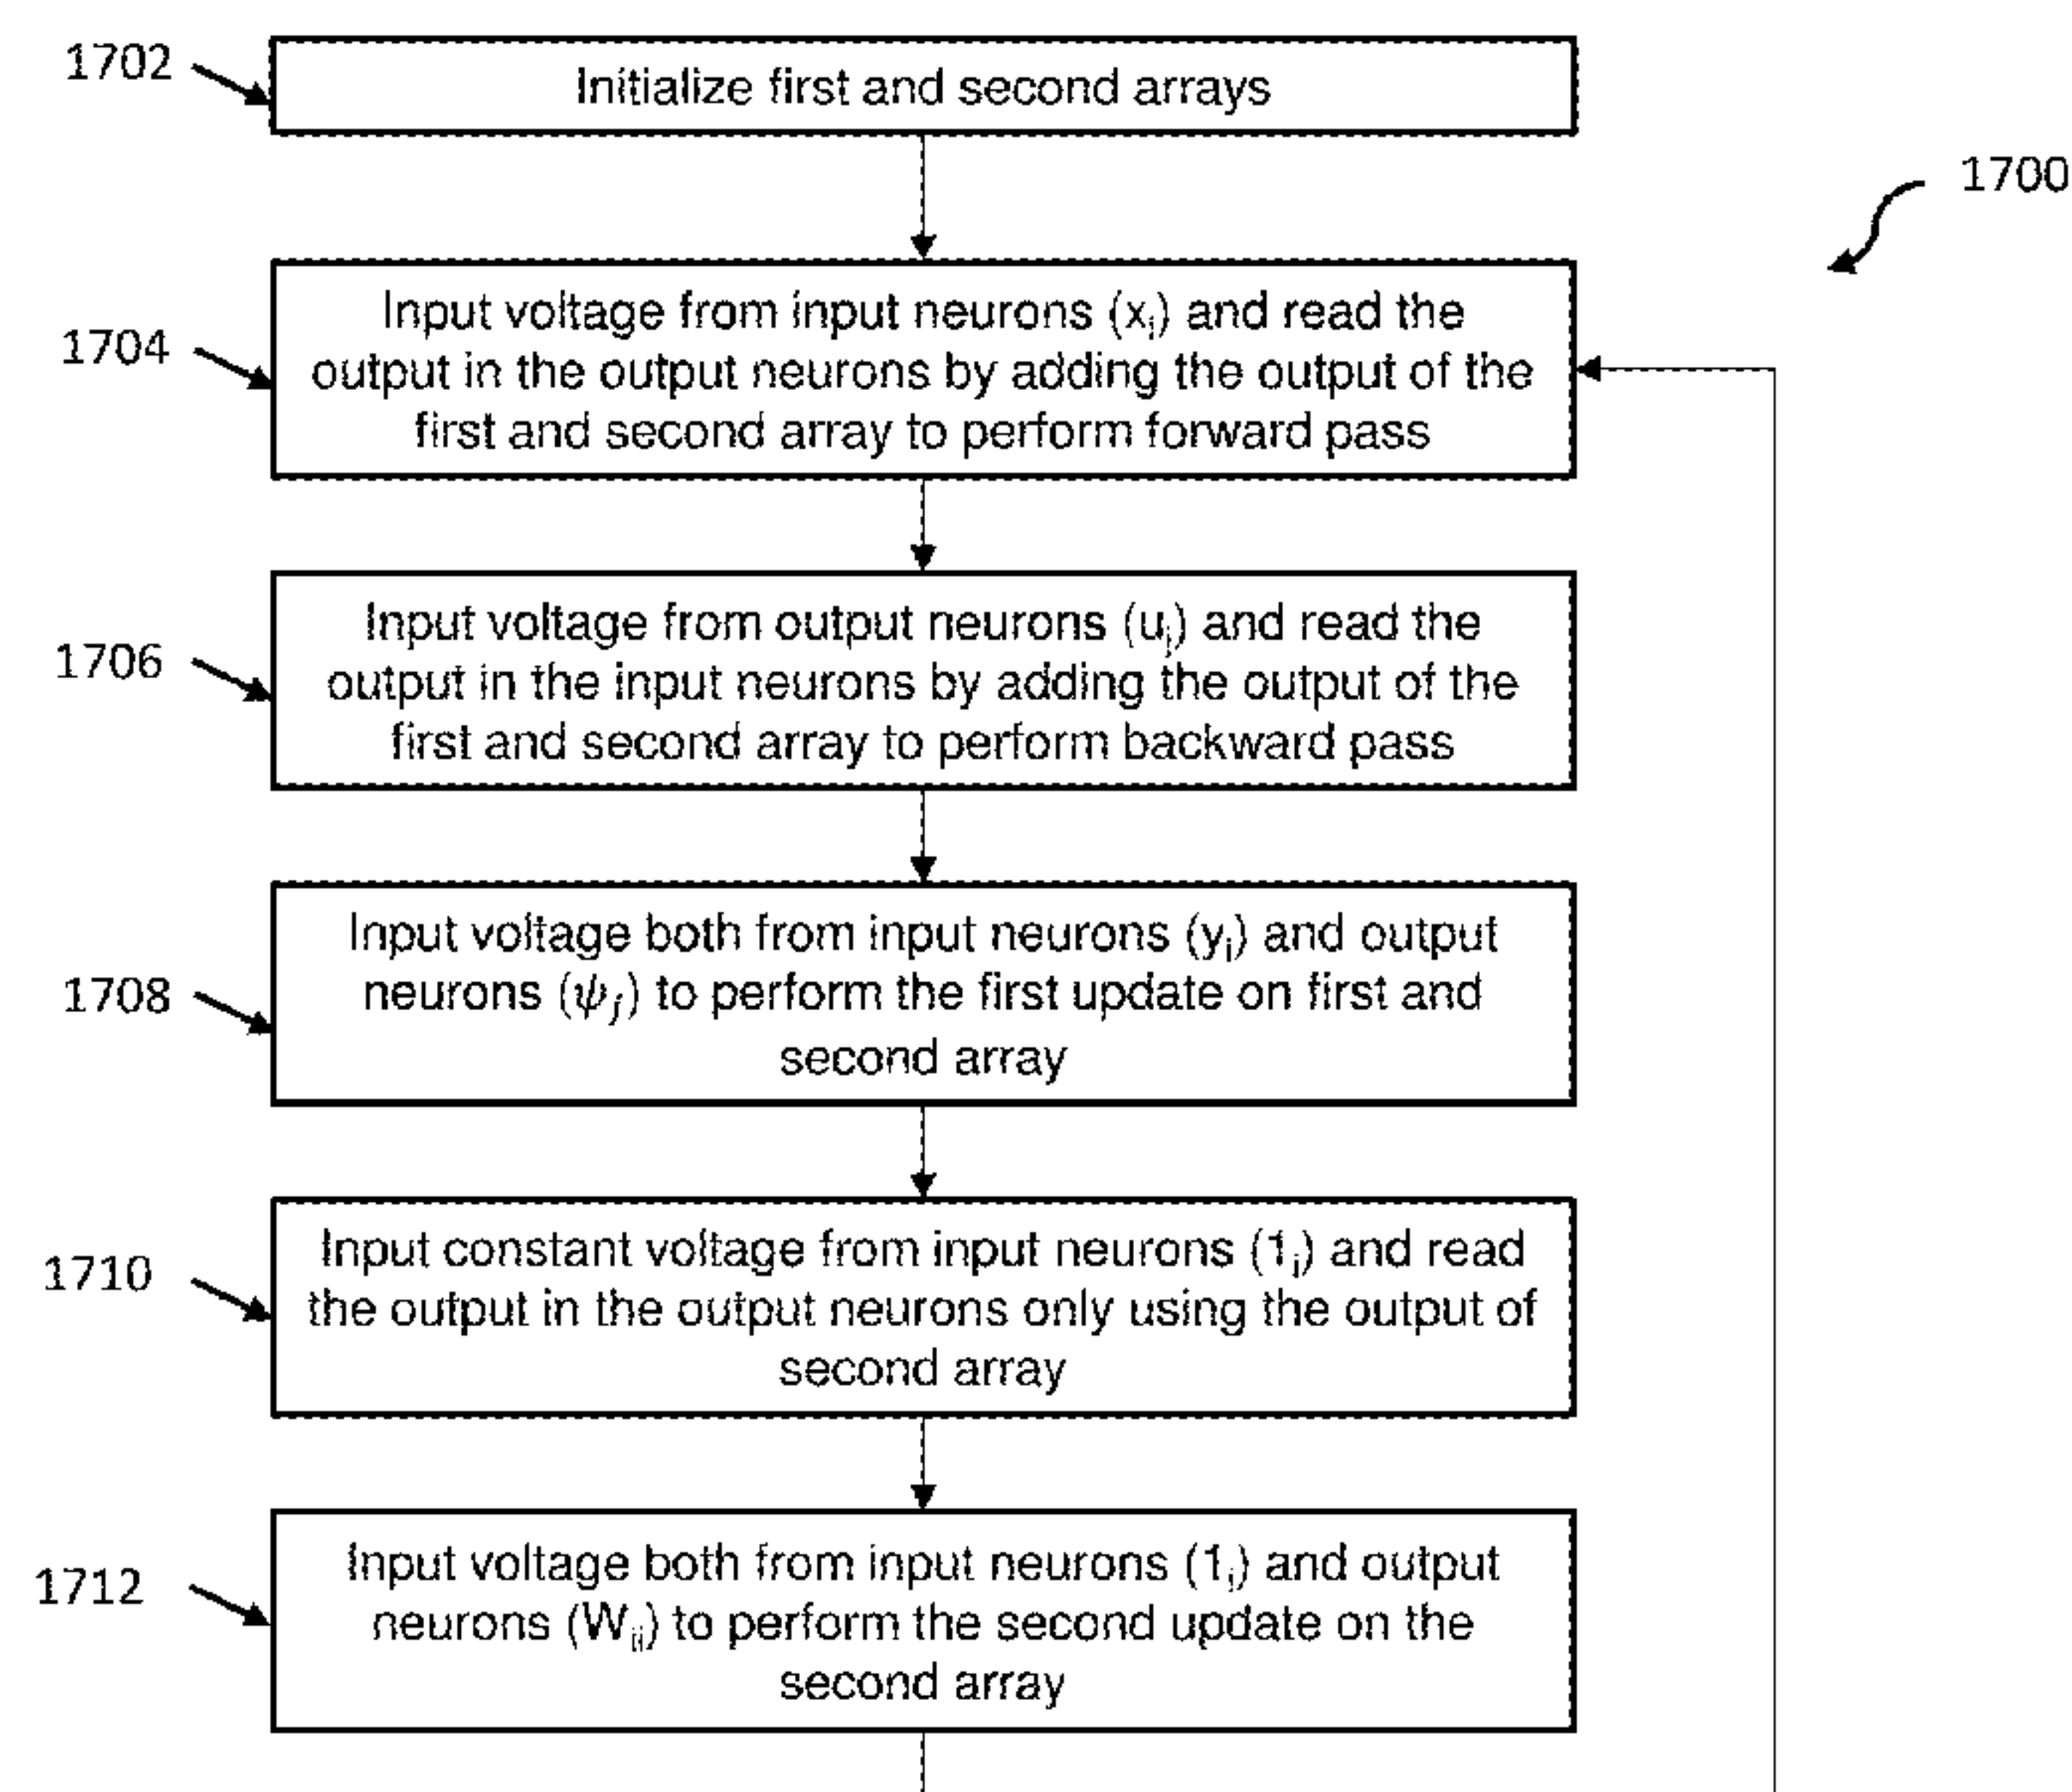 1702
Initialize first and second arrays
1700
1704
Input voltage from input neurons (xᵢ) and read the
output in the output neurons by adding the output of the
first and second array to perform forward pass
1706
Input voltage from output neurons (uⱼ) and read the
output in the input neurons by adding the output of the
first and second array to perform backward pass
1708
Input voltage both from input neurons (yᵢ) and output
neurons (ψⱼ) to perform the first update on first and
second array
1710
Input constant voltage from input neurons (1ᵢ) and read
the output in the output neurons only using the output of
second array
1712
Input voltage both from input neurons (1ᵢ) and output
neurons (Wᵢⱼ) to perform the second update on the
second array